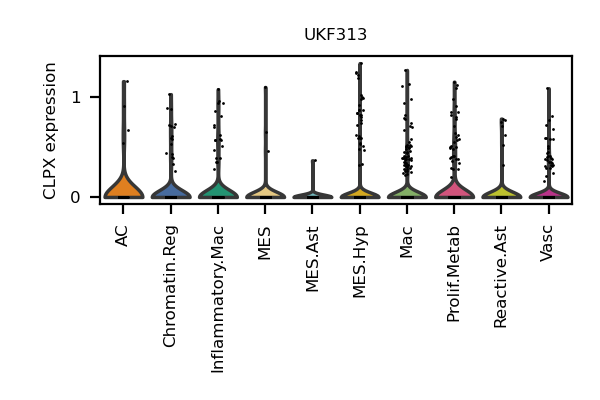 UKF313
CLPX expression
1
0
AC
Chromatin.Reg
Inflammatory.Mac
MES
MES.Ast
MES.Hyp
Mac
Prolif.Metab
Reactive.Ast
Vasc